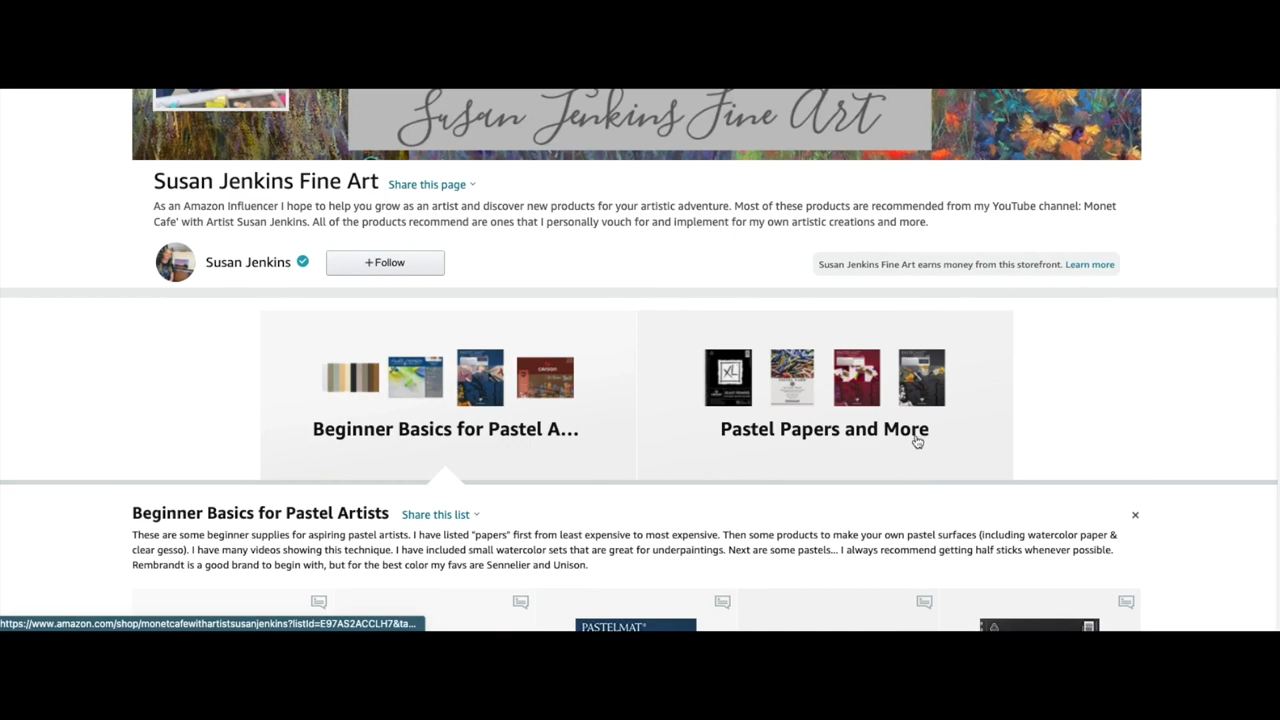 Susan Jenkins Fine Art
Susan Jenkins Fine Art Share this page
As an Amazon Influencer I hope to help you grow as an artist and discover new products for your artistic adventure. Most of these products are recommended from my YouTube channel: Monet
Cafe' with Artist Susan Jenkins. All of the products recommend are ones that I personally vouch for and implement for my own artistic creations and more.
Susan Jenkins +Follow Susan Jenkins Fine Art earns money from this storefront. Learn more
XL
Canson
Beginner Basics for Pastel A... Pastel Papers and More
Beginner Basics for Pastel Artists Share this list
These are some beginner supplies for aspiring pastel artists. I have listed "papers" first from least expensive to most expensive. Then some products to make your own pastel surfaces (including watercolor paper &
clear gesso). I have many videos showing this technique. I have included small watercolor sets that are great for underpaintings. Next are some pastels... I always recommend getting half sticks whenever possible.
Rembrandt is a good brand to begin with, but for the best color my favs are Sennelier and Unison.
https://www.amazon.com/shop/monetcafewithartistsusanjenkins?listId=E97AS2ACCLH7&ta...
PASTELMAT®